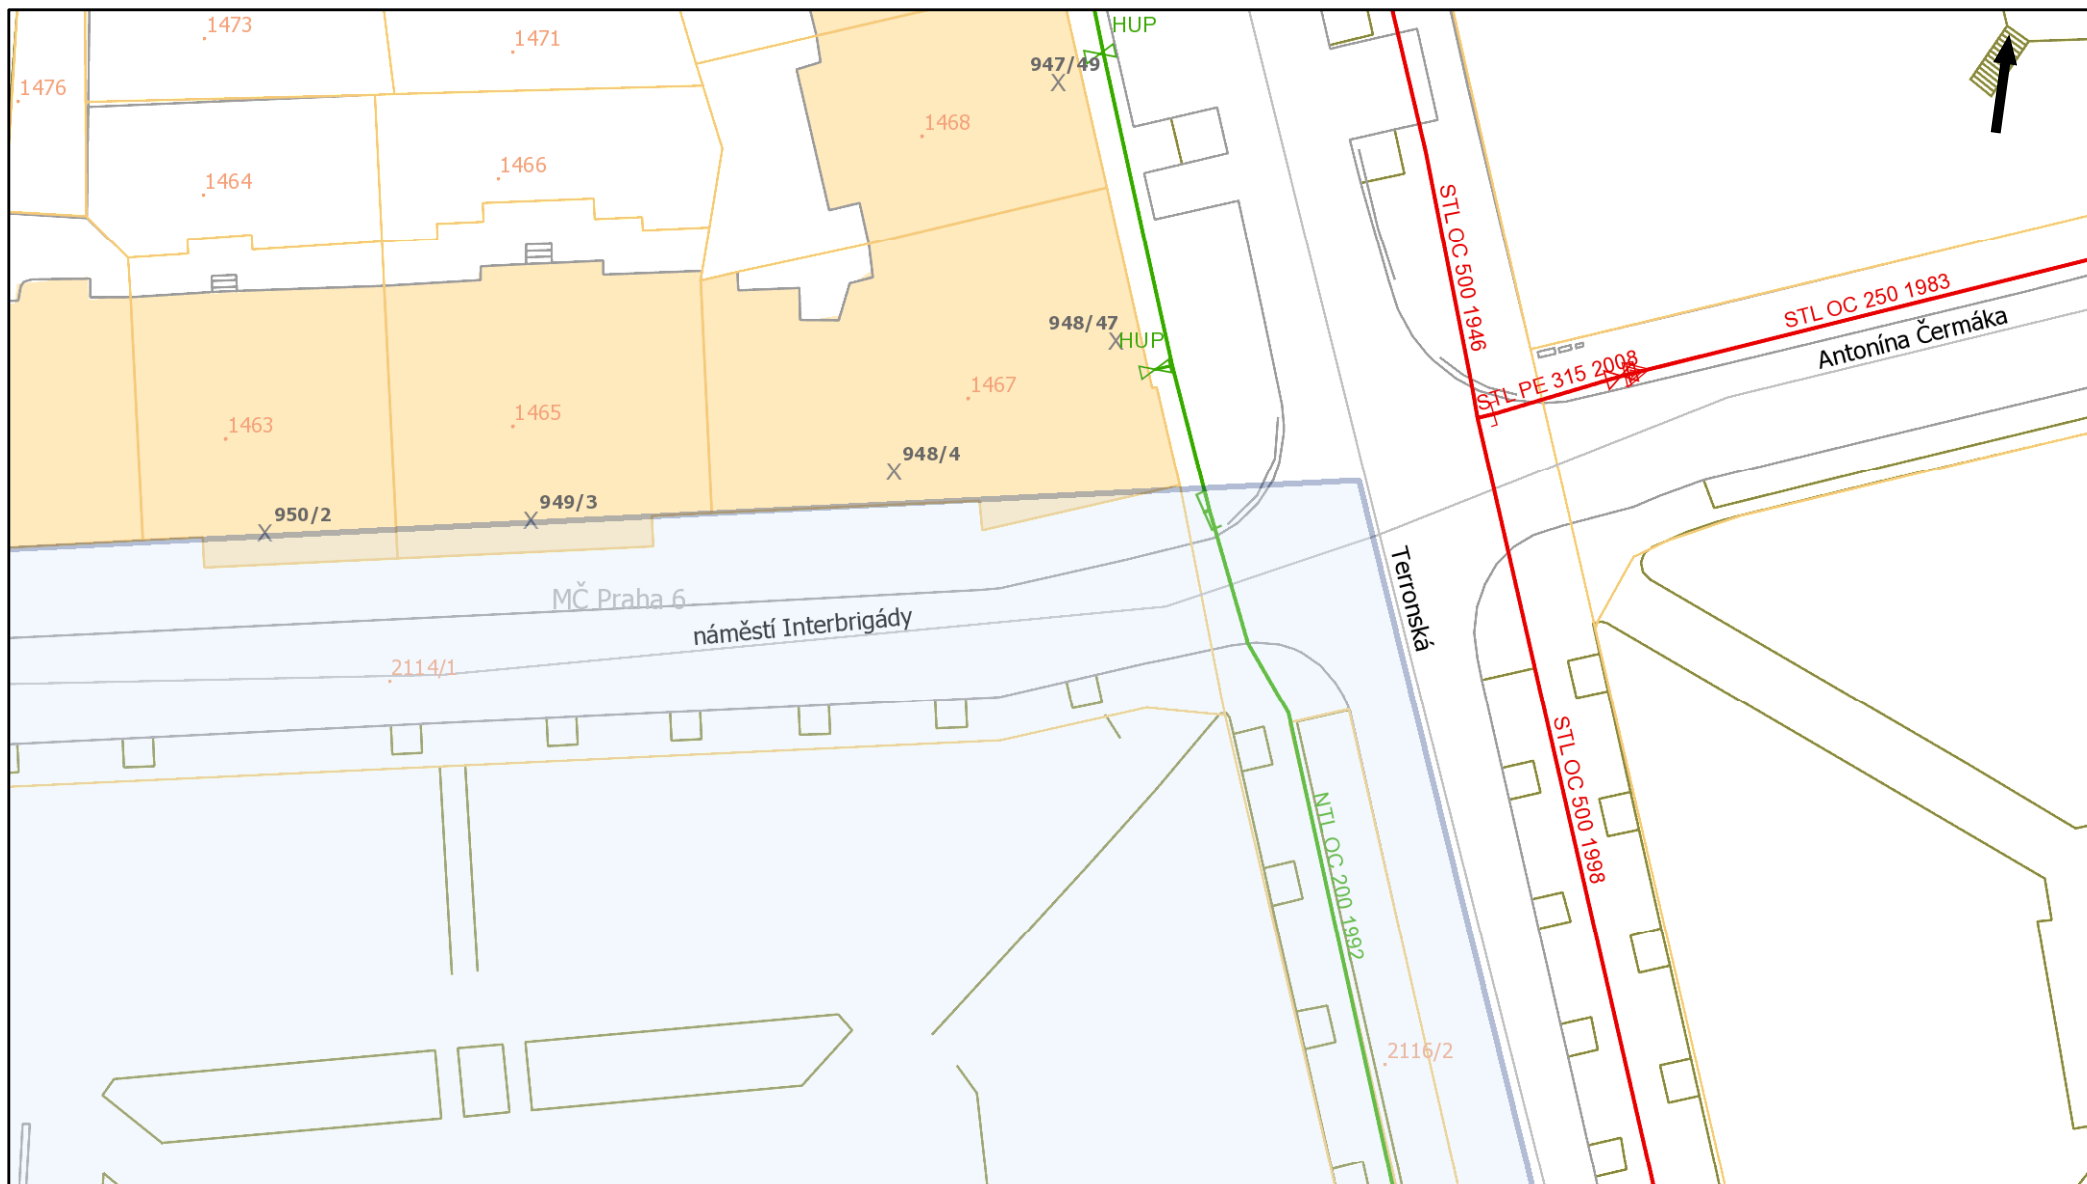 1473
1471
HUP
947/49
1476
1468
1464
1466
STL OC 500 1946
STL OC 250 1983
Antonína Čermáka
948/47
HUP
STL PE 315 2008
1467
1463
1465
948/4
949/3
950/2
Terronská
MČ Praha 6
náměstí Interbrigády
2114/1
STL OC 500 1998
NTL OC 200 1992
2116/2